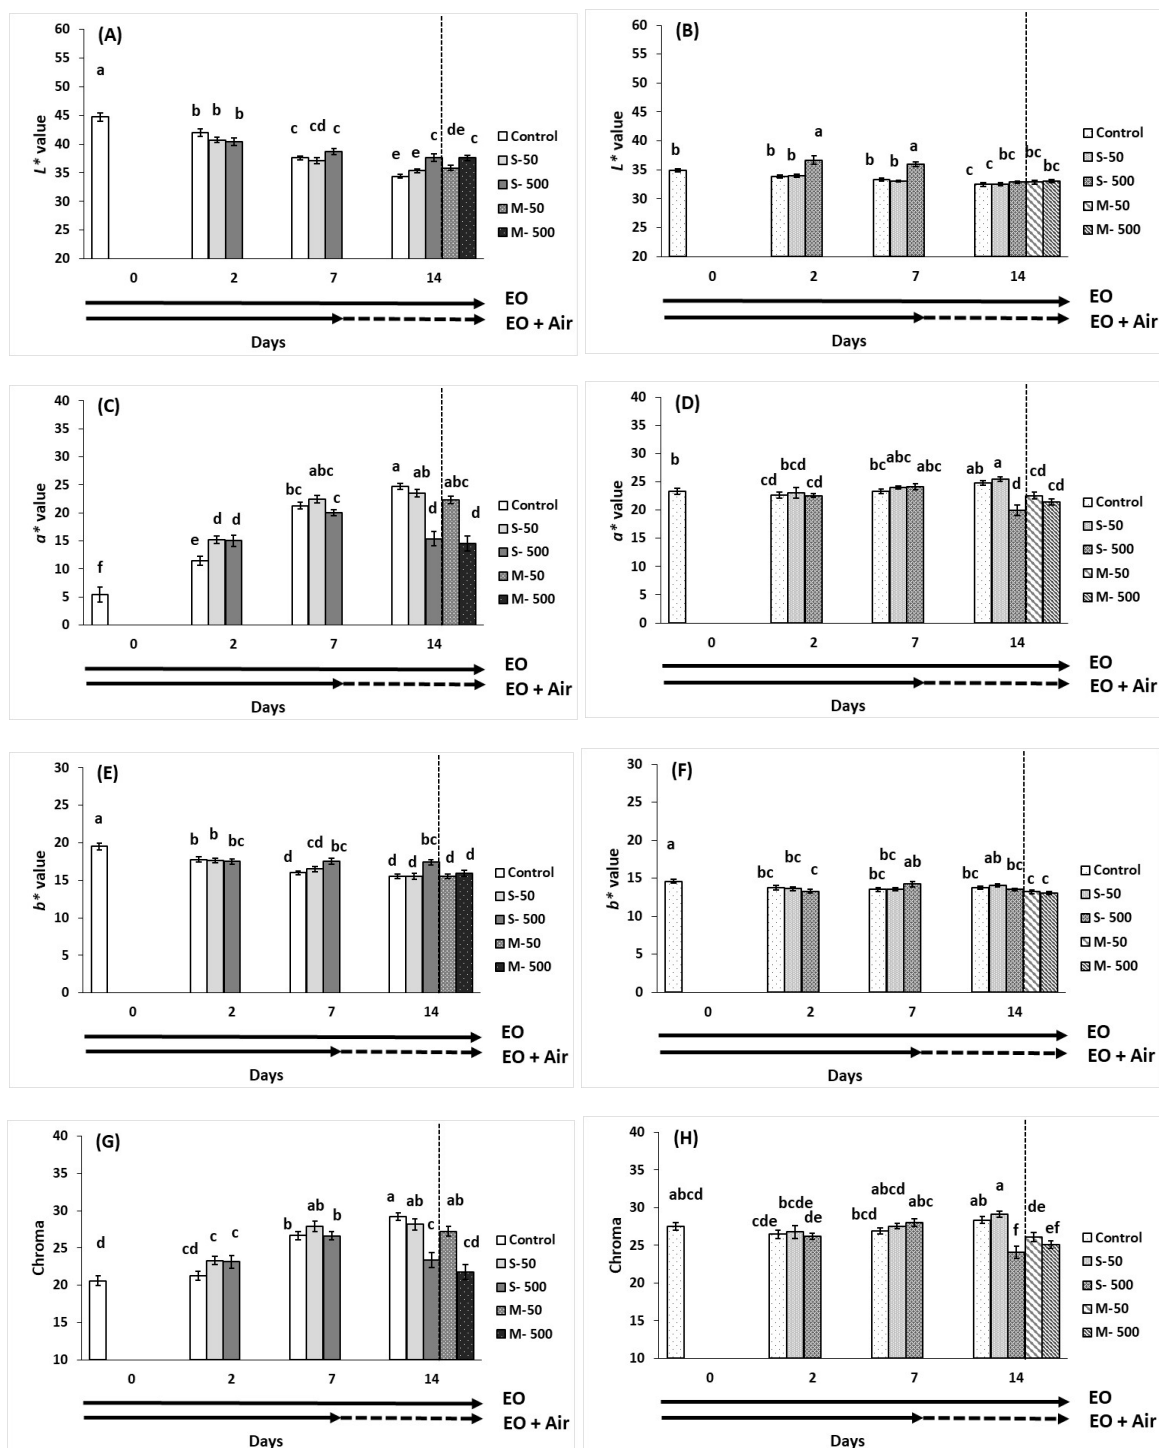 (A)
L* value
60
55
50
45
40
35
30
25
20
a
b b b
c cd c
e e c de c
0 2 7 14
Control
S-50
S- 500
M-50
M- 500
EO
EO + Air
Days
(B)
L* value
60
55
50
45
40
35
30
25
20
b
b b a
b b a
c c bc bc bc
0 2 7 14
Control
S-50
S- 500
M-50
M- 500
EO
EO + Air
Days
(C)
a* value
40
35
30
25
20
15
10
5
0
f
e d d
bc abc c
a ab d abc d
0 2 7 14
Control
S-50
S- 500
M-50
M- 500
EO
EO + Air
Days
(D)
a* value
40
35
30
25
20
15
10
5
0
b
cd bcd cd
bc abc abc
ab a d cd cd
0 2 7 14
Control
S-50
S- 500
M-50
M- 500
EO
EO + Air
Days
(E)
b* value
30
25
20
15
10
5
0
a
b b bc
d cd bc
d d bc d d
0 2 7 14
Control
S-50
S- 500
M-50
M- 500
EO
EO + Air
Days
(F)
b* value
30
25
20
15
10
5
0
a
bc bc c
bc bc ab
bc ab bc c c
0 2 7 14
Control
S-50
S- 500
M-50
M- 500
EO
EO + Air
Days
(G)
Chroma
40
35
30
25
20
15
10
d
cd c c
b ab b
a ab c ab cd
0 2 7 14
Control
S-50
S- 500
M-50
M- 500
EO
EO + Air
Days
(H)
Chroma
40
35
30
25
20
15
10
abcd
cde bcde de
bcd abcd abc
ab a f de ef
0 2 7 14
Control
S-50
S- 500
M-50
M- 500
EO
EO + Air
Days